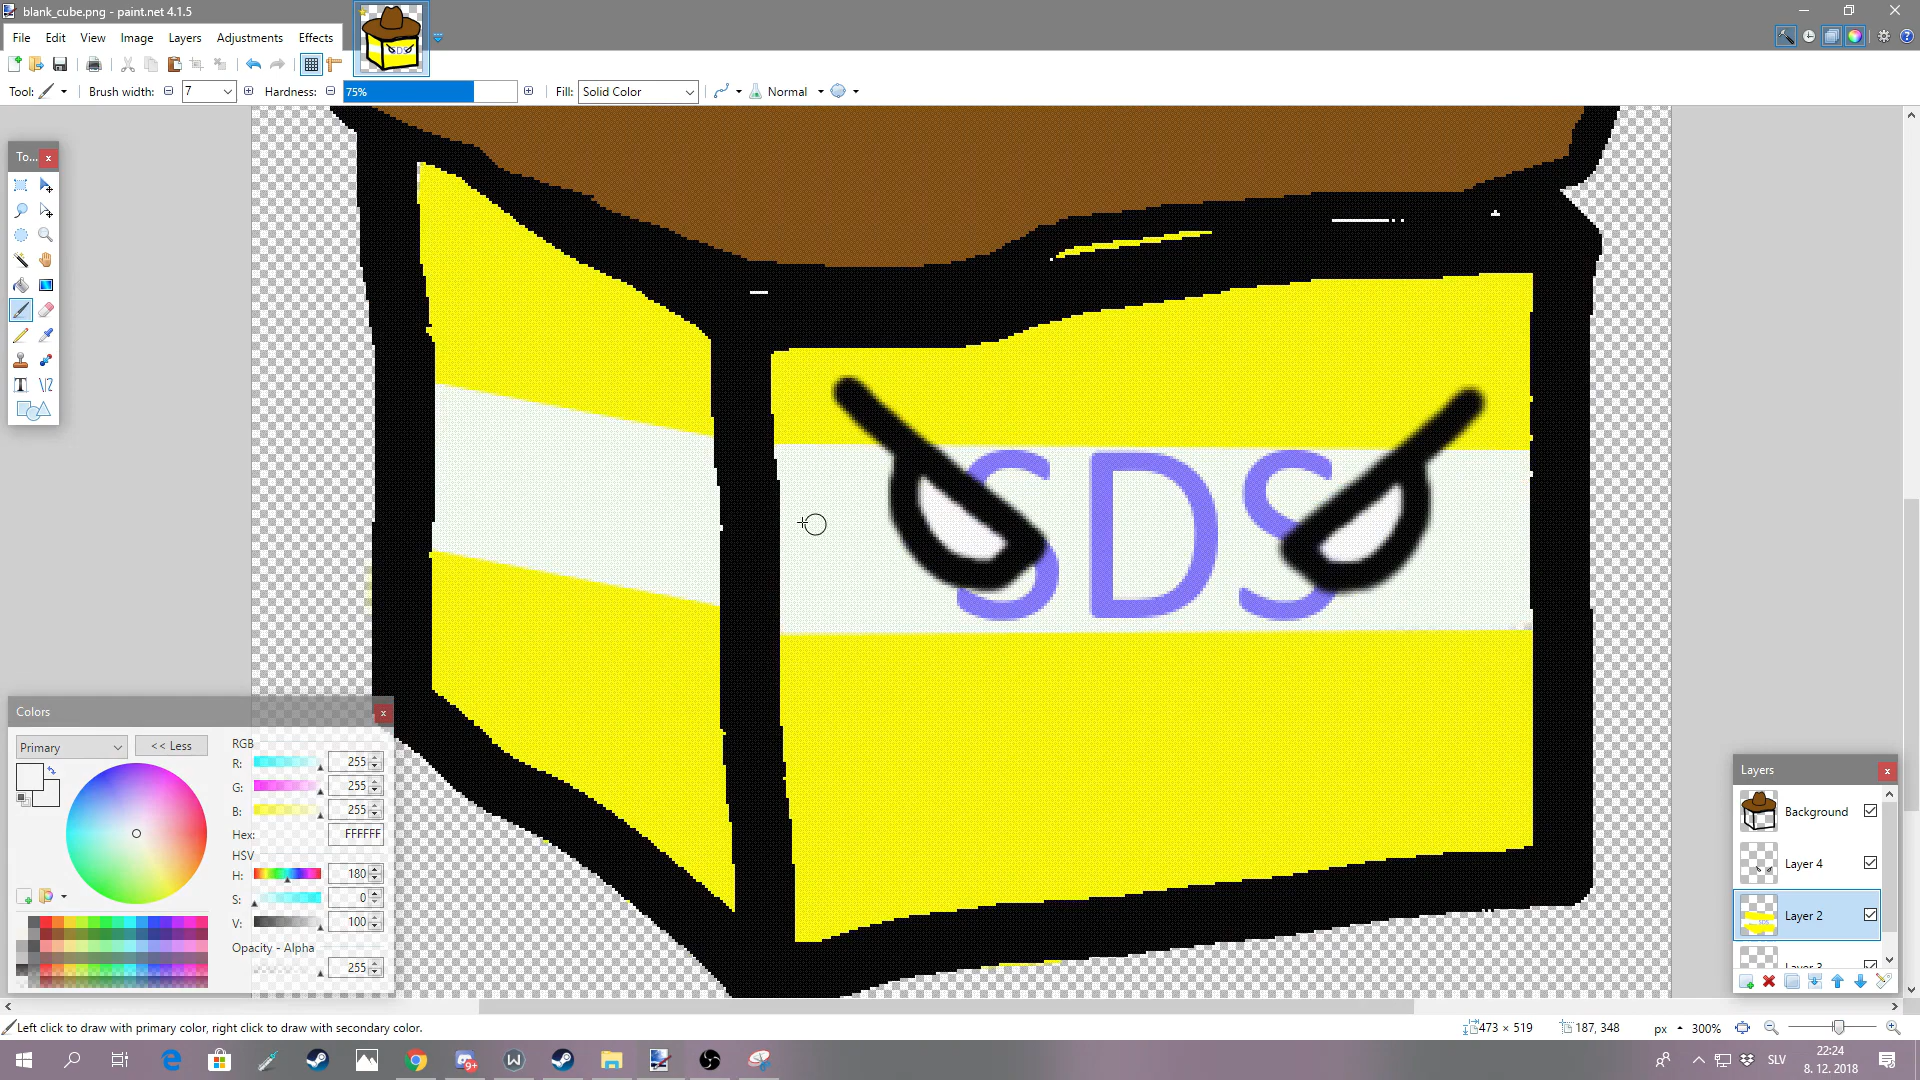 blank_cube.png - paint.net 4.1.5
File Edit View Image Layers Adjustments Effects
Tool: Brush width: 7 Hardness: 75% Fill: Solid Color Normal
To... x
SDS
Colors x
Primary << Less RGB
R: 255
G: 255
B: 255
Hex: FFFFFF
HSV
H: 180
S: 0
V: 100
Opacity - Alpha
255
Layers x
Background
Layer 4
Layer 2
Layer 3
Left click to draw with primary color, right click to draw with secondary color. 473 × 519 187, 348 px 300%
9+ SLV 22:24
8. 12. 2018